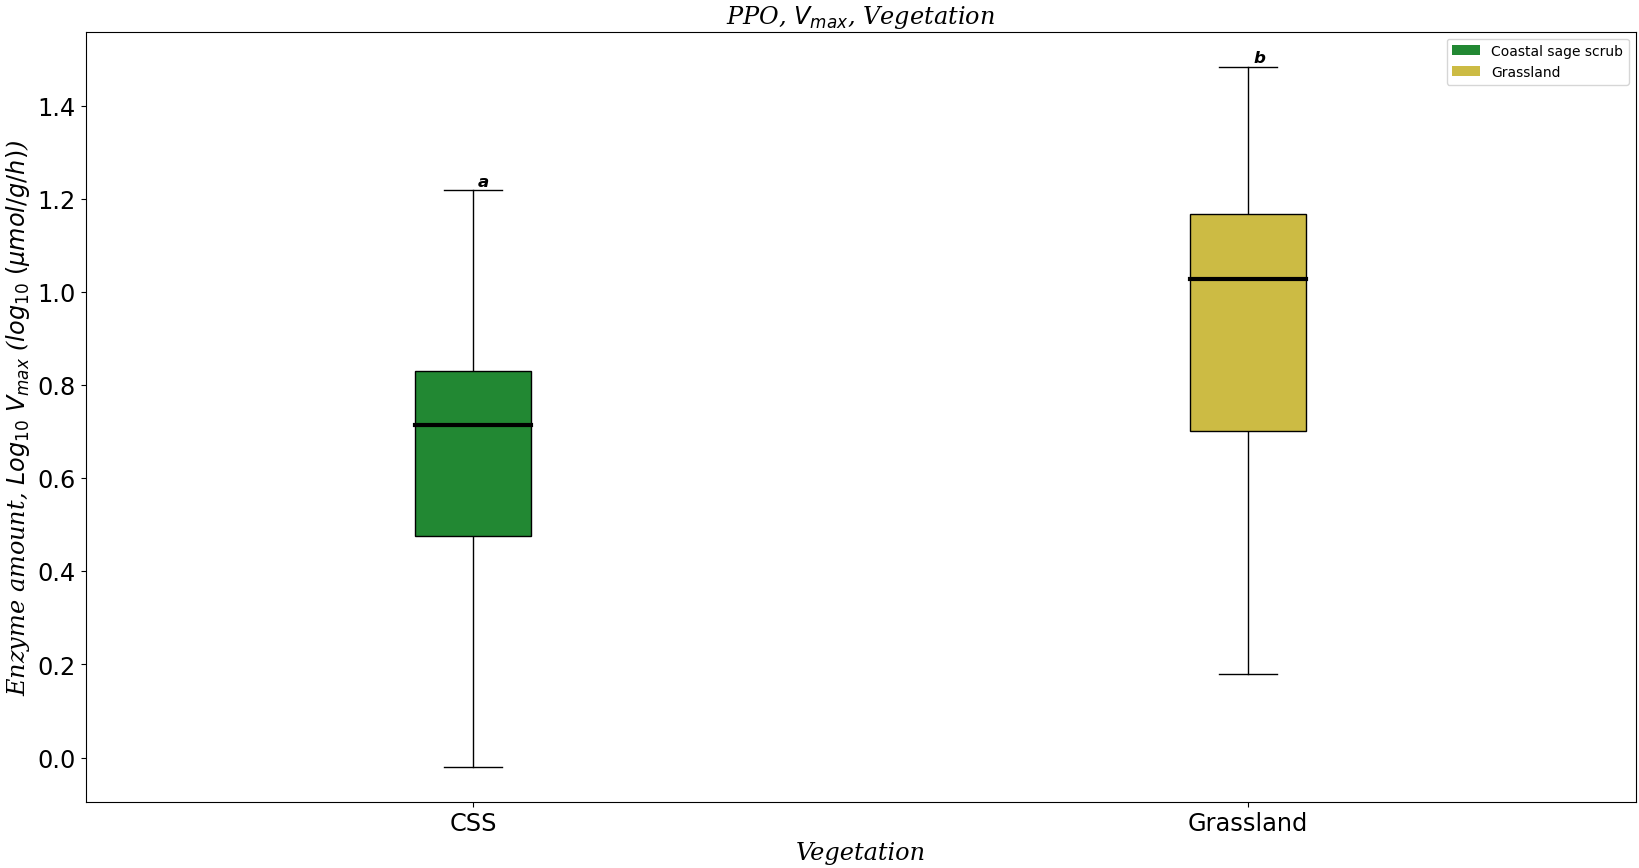 PPO, Vmax, Vegetation
Coastal sage scrub
Grassland
b
a
Enzyme amount, Log10 Vmax (log10 (μmol/g/h))
1.4
1.2
1.0
0.8
0.6
0.4
0.2
0.0
CSS
Grassland
Vegetation